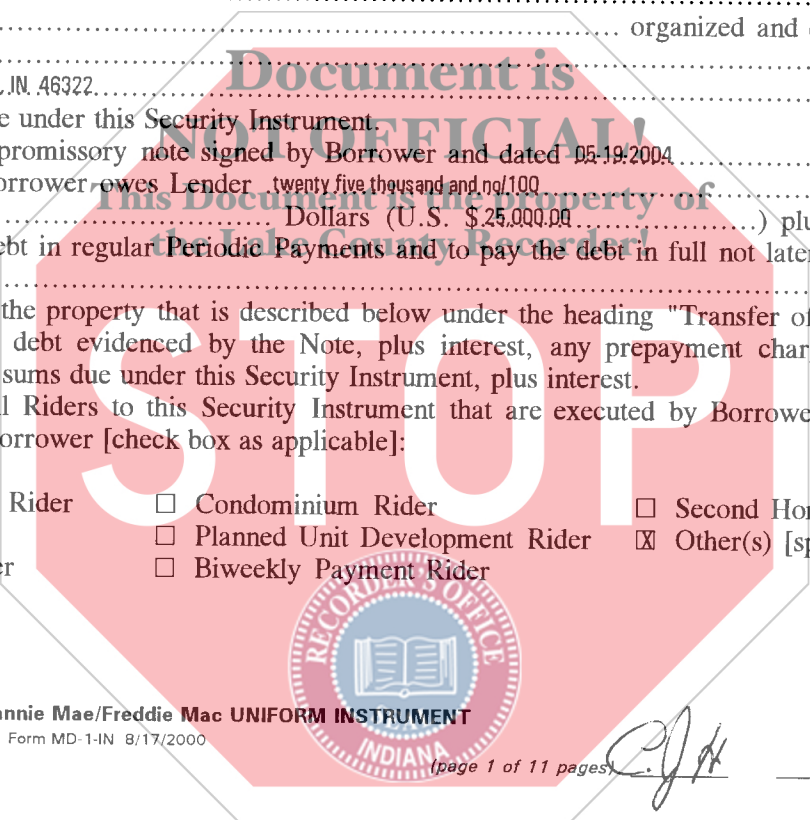 organized and
Document is
, IN. 46322
e under this Security Instrument.
NOT OFFICIAL!
promissory note signed by Borrower and dated 05-19-2004
orrower owes Lender twenty five thousand and no/100
This Document is the property of
Dollars (U.S. $ 25,000.00 ) plu
ebt in regular Periodic Payments and to pay the debt in full not later
the Lake County Recorder!
the property that is described below under the heading "Transfer of
debt evidenced by the Note, plus interest, any prepayment char
sums due under this Security Instrument, plus interest.
l Riders to this Security Instrument that are executed by Borrowe
orrower [check box as applicable]:
STOP
Rider ☐ Condominium Rider ☐ Second Hor
☐ Planned Unit Development Rider ☒ Other(s) [sp
er ☐ Biweekly Payment Rider
RECORDER'S OFFICE
SEAL
INDIANA
annie Mae/Freddie Mac UNIFORM INSTRUMENT
Form MD-1-IN 8/17/2000
(page 1 of 11 pages)
C.J H